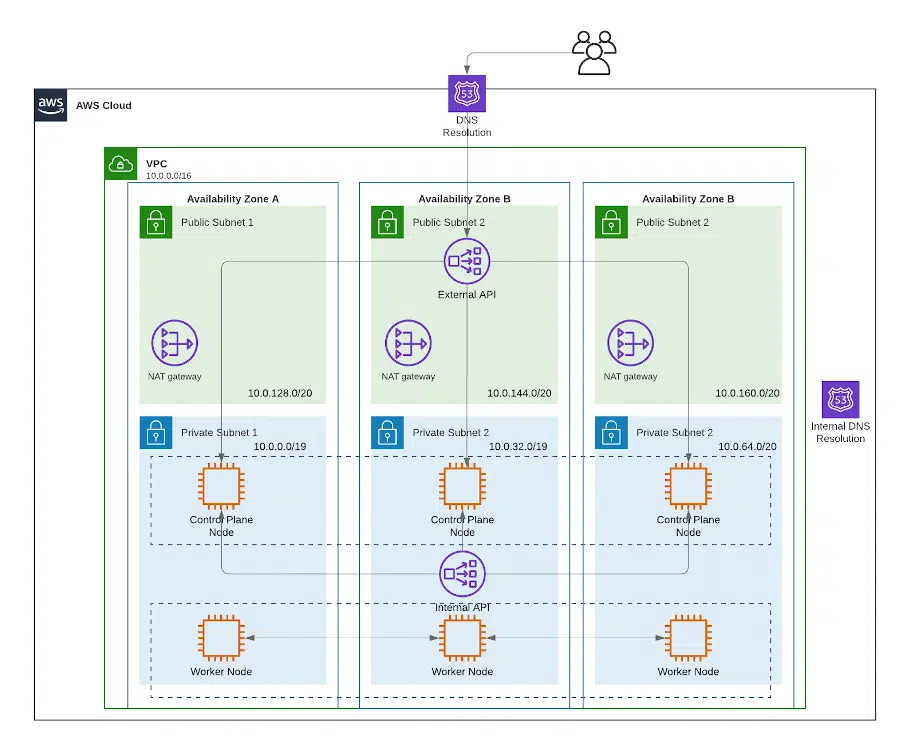 aws
AWS Cloud
53
DNS
Resolution
VPC
10.0.0.0/16
Availability Zone A
Availability Zone B
Availability Zone B
Public Subnet 1
Public Subnet 2
Public Subnet 2
External API
NAT gateway
NAT gateway
NAT gateway
10.0.128.0/20
10.0.144.0/20
10.0.160.0/20
53
Internal DNS
Resolution
Private Subnet 1
Private Subnet 2
Private Subnet 2
10.0.0.0/19
10.0.32.0/19
10.0.64.0/20
Control Plane
Node
Control Plane
Node
Control Plane
Node
Internal API
Worker Node
Worker Node
Worker Node